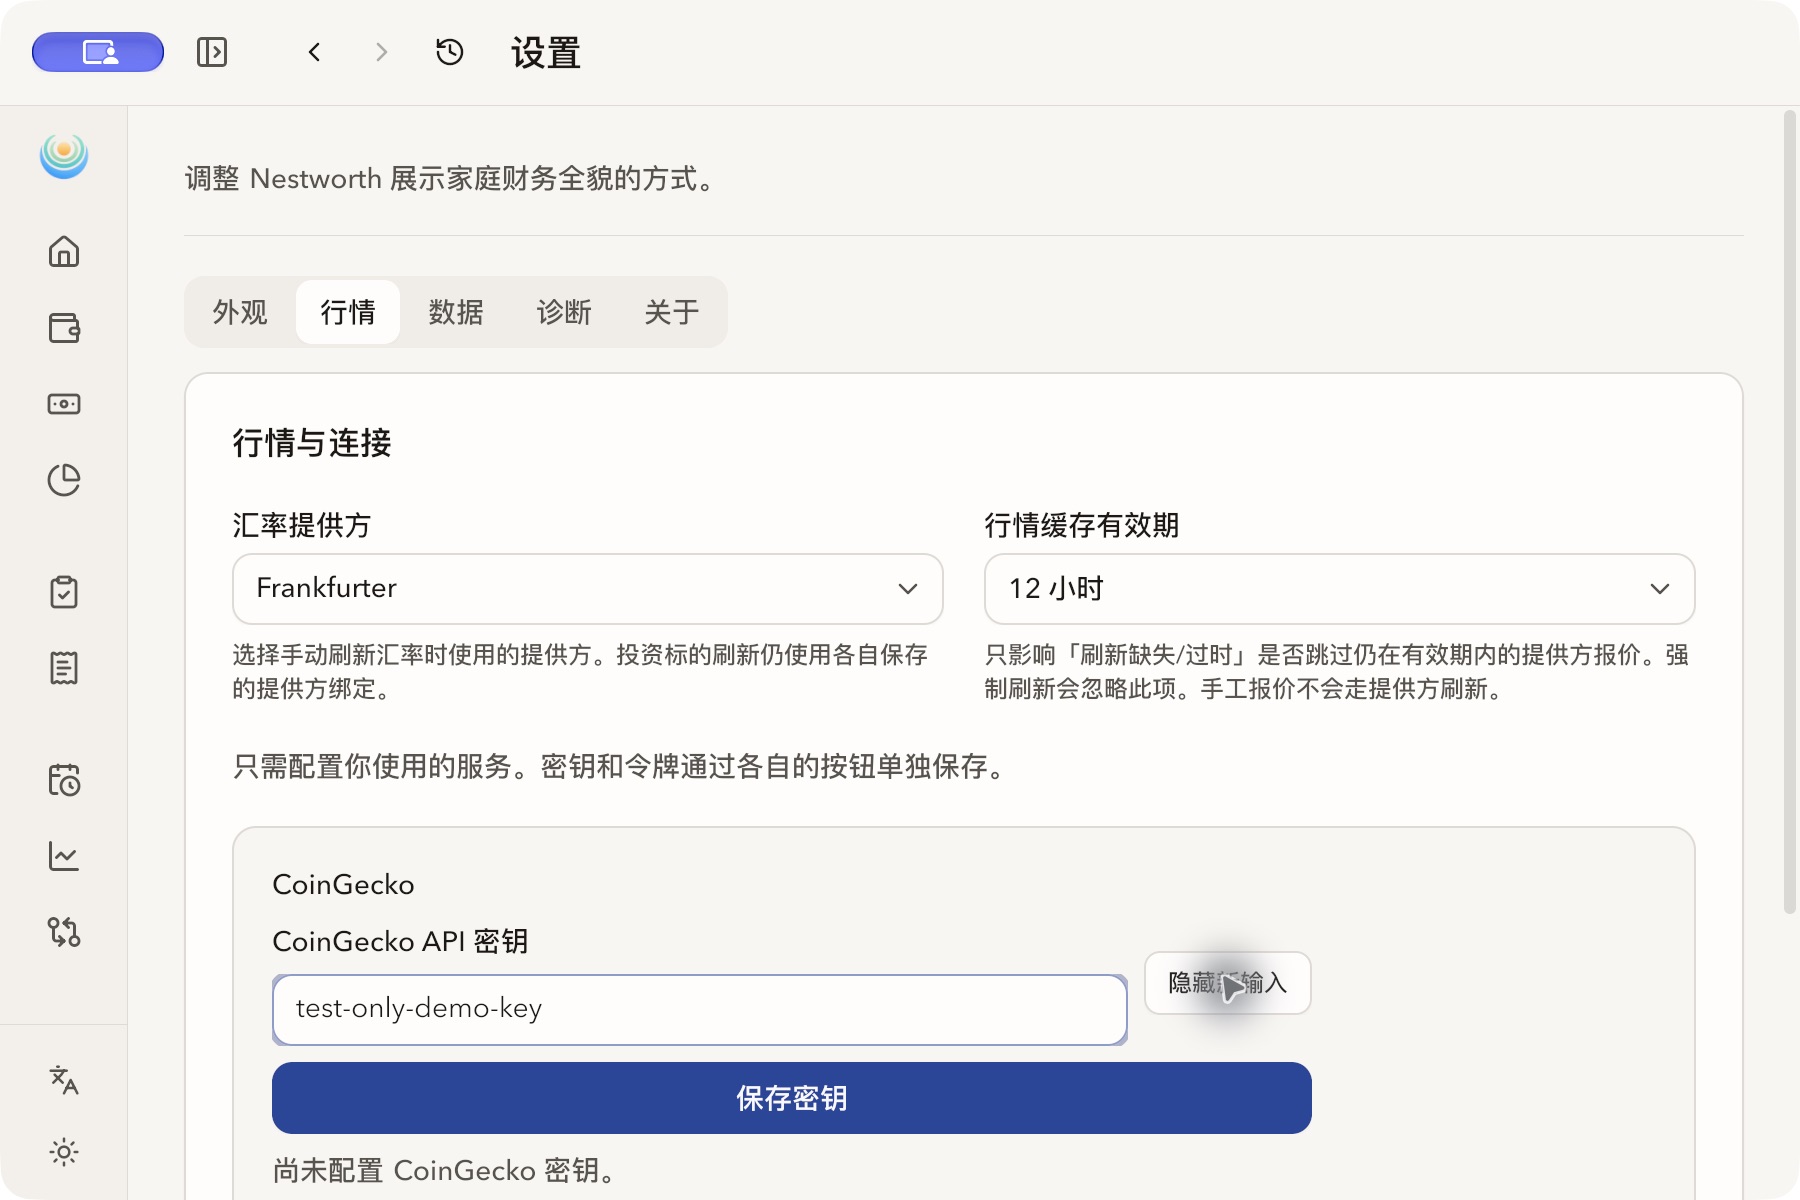 设置
调整 Nestworth 展示家庭财务全貌的方式。
外观 行情 数据 诊断 关于
行情与连接
汇率提供方
Frankfurter
选择手动刷新汇率时使用的提供方。投资标的刷新仍使用各自保存
的提供方绑定。
行情缓存有效期
12 小时
只影响「刷新缺失/过时」是否跳过仍在有效期内的提供方报价。强
制刷新会忽略此项。手工报价不会走提供方刷新。
只需配置你使用的服务。密钥和令牌通过各自的按钮单独保存。
CoinGecko
CoinGecko API 密钥
test-only-demo-key
隐藏新输入
保存密钥
尚未配置 CoinGecko 密钥。